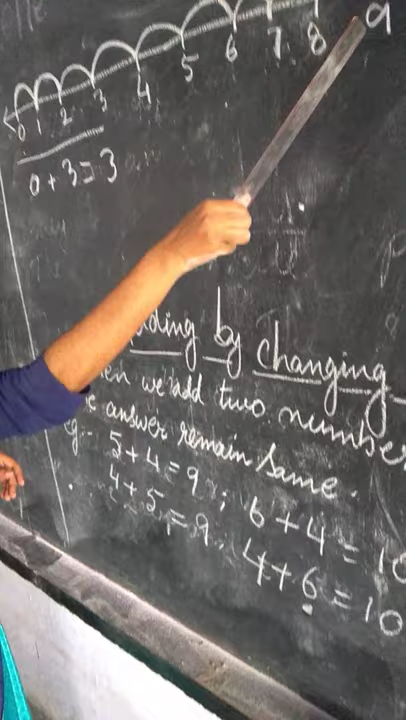 0 1 2 3 4 5 6 7 8 9
0+3=3
ding by changing
en we add two number
answer remain same.
g:- 5+4=9 ; 6+4=10
4+5=9. 4+6=10